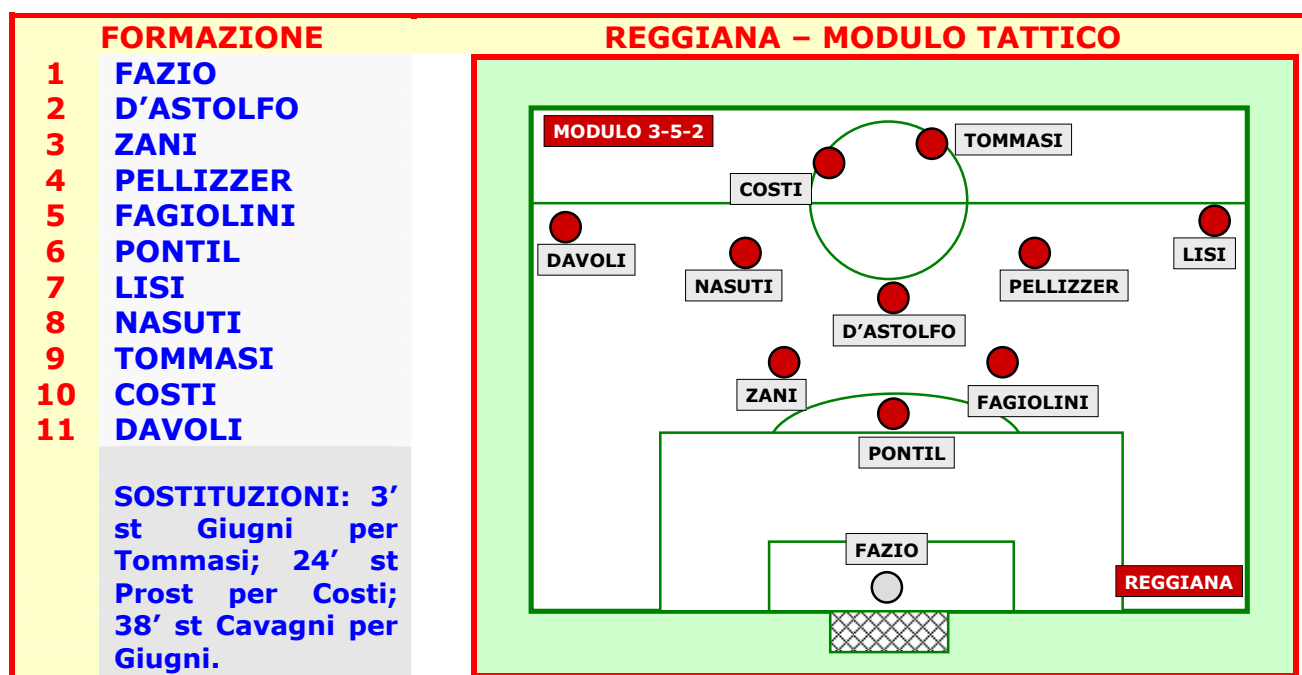 FORMAZIONE
1 FAZIO
2 D’ASTOLFO
3 ZANI
4 PELLIZZER
5 FAGIOLINI
6 PONTIL
7 LISI
8 NASUTI
9 TOMMASI
10 COSTI
11 DAVOLI
SOSTITUZIONI: 3’
st Giugni per
Tommasi; 24’ st
Prost per Costi;
38’ st Cavagni per
Giugni.
REGGIANA – MODULO TATTICO
MODULO 3-5-2
TOMMASI
COSTI
DAVOLI
LISI
NASUTI
PELLIZZER
D’ASTOLFO
ZANI
FAGIOLINI
PONTIL
FAZIO
REGGIANA